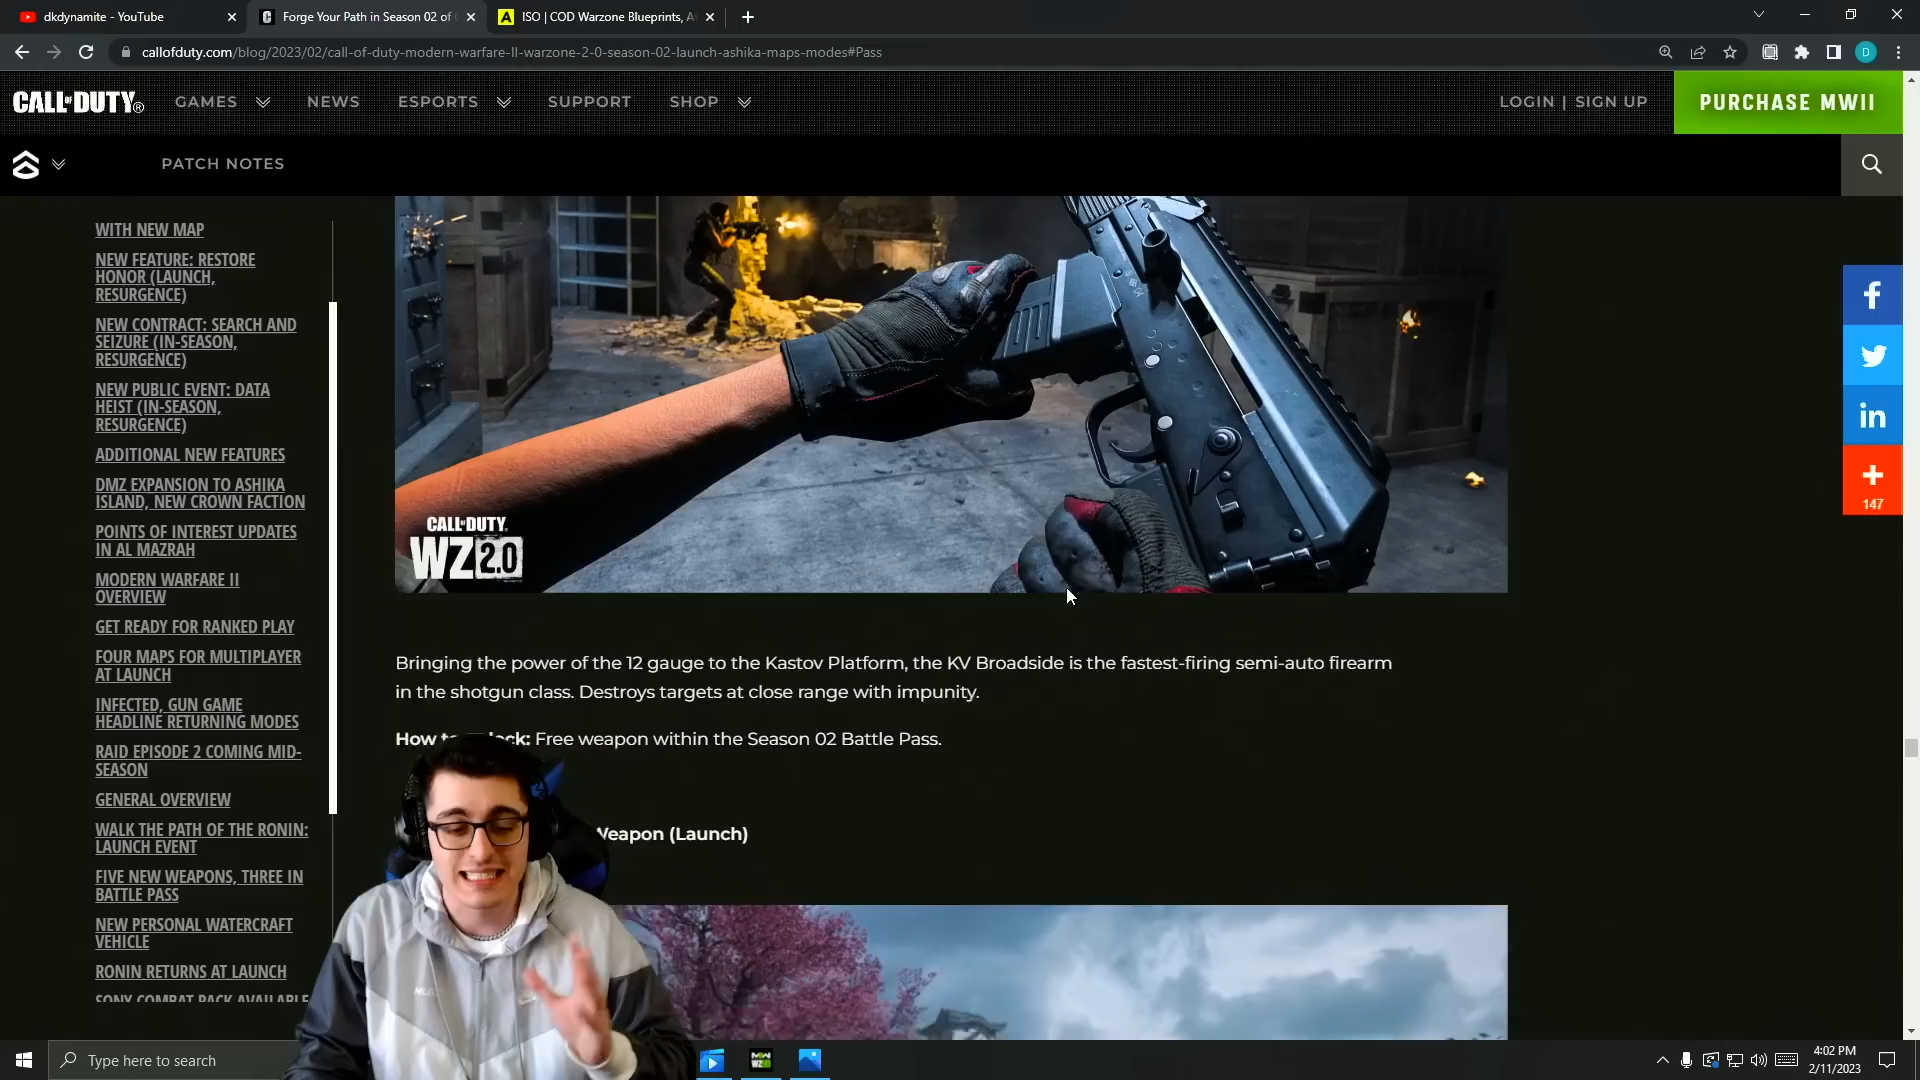 dkdynamite - YouTube
Forge Your Path in Season 02 of
ISO | COD Warzone Blueprints, A
callofduty.com/blog/2023/02/call-of-duty-modern-warfare-II-warzone-2-0-season-02-launch-ashika-maps-modes#Pass
D
CALL OF DUTY®
GAMES
NEWS
ESPORTS
SUPPORT
SHOP
LOGIN | SIGN UP
PURCHASE MWII
PATCH NOTES
WITH NEW MAP
NEW FEATURE: RESTORE
HONOR (LAUNCH,
RESURGENCE)
NEW CONTRACT: SEARCH AND
SEIZURE (IN-SEASON,
RESURGENCE)
NEW PUBLIC EVENT: DATA
HEIST (IN-SEASON,
RESURGENCE)
ADDITIONAL NEW FEATURES
DMZ EXPANSION TO ASHIKA
ISLAND, NEW CROWN FACTION
POINTS OF INTEREST UPDATES
IN AL MAZRAH
MODERN WARFARE II
OVERVIEW
GET READY FOR RANKED PLAY
FOUR MAPS FOR MULTIPLAYER
AT LAUNCH
INFECTED, GUN GAME
HEADLINE RETURNING MODES
RAID EPISODE 2 COMING MID-
SEASON
GENERAL OVERVIEW
WALK THE PATH OF THE RONIN:
LAUNCH EVENT
FIVE NEW WEAPONS, THREE IN
BATTLE PASS
NEW PERSONAL WATERCRAFT
VEHICLE
RONIN RETURNS AT LAUNCH
SONY COMBAT PACK AVAILABLE
CALL OF DUTY
WZ 2.0
147
Bringing the power of the 12 gauge to the Kastov Platform, the KV Broadside is the fastest-firing semi-auto firearm
in the shotgun class. Destroys targets at close range with impunity.
How to lock: Free weapon within the Season 02 Battle Pass.
Weapon (Launch)
Type here to search
4:02 PM
2/11/2023